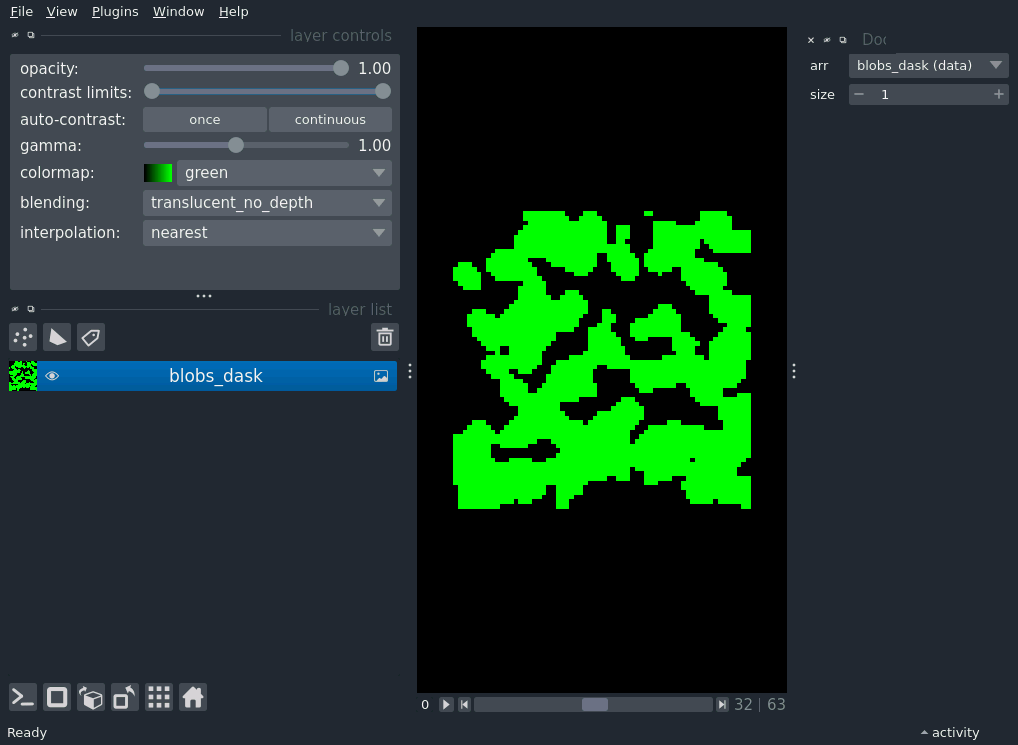 File View Plugins Window Help
layer controls
opacity: 1.00
contrast limits:
auto-contrast: once continuous
gamma: 1.00
colormap: green
blending: translucent_no_depth
interpolation: nearest
layer list
blobs_dask
0 32 | 63
arr blobs_dask (data)
size 1
Ready
activity